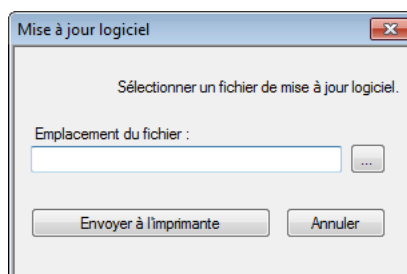 Mise à jour logiciel
Sélectionner un fichier de mise à jour logiciel.
Emplacement du fichier :
...
Envoyer à l'imprimante
Annuler